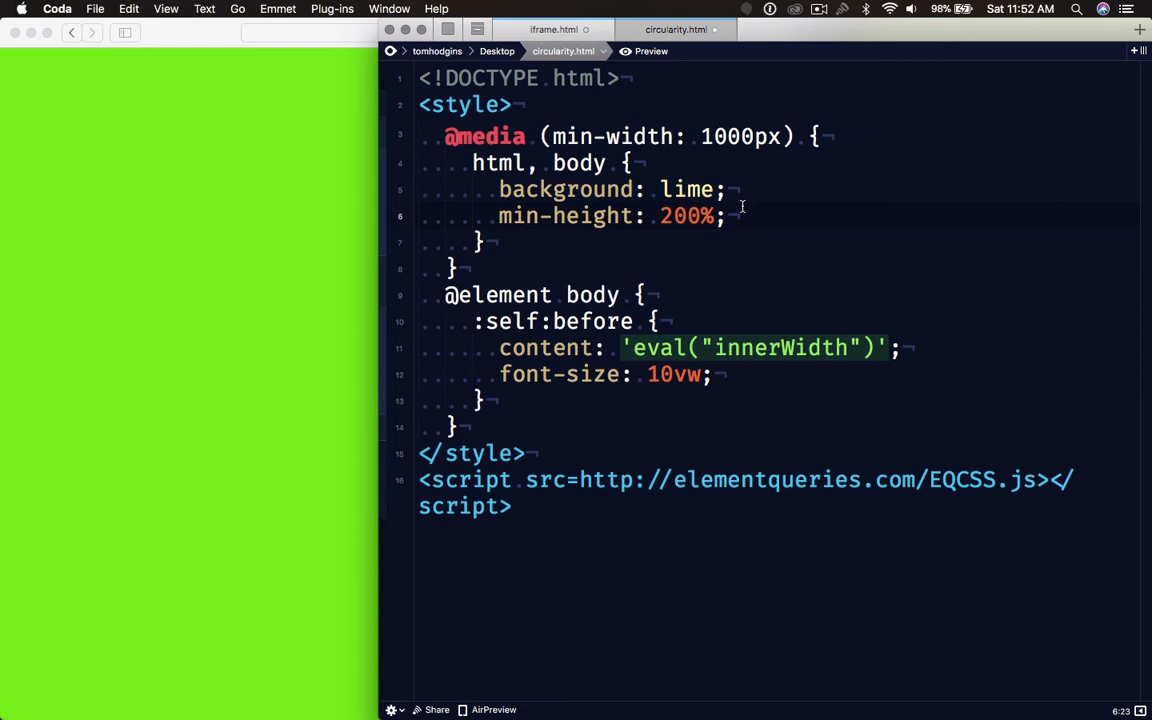 Coda File Edit View Text Go Emmet Plug-ins Window Help 98% Sat 11:52 AM
iframe.html circularity.html
tomhodgins Desktop circularity.html Preview
1 <!DOCTYPE html>
2 <style>
3 @media (min-width: 1000px) {
4 html, body {
5 background: lime;
6 min-height: 200%;
7 }
8 }
9 @element body {
10 :self:before {
11 content: 'eval("innerWidth")';
12 font-size: 10vw;
13 }
14 }
15 </style>
16 <script src=http://elementqueries.com/EQCSS.js></
script>
Share AirPreview 6:23